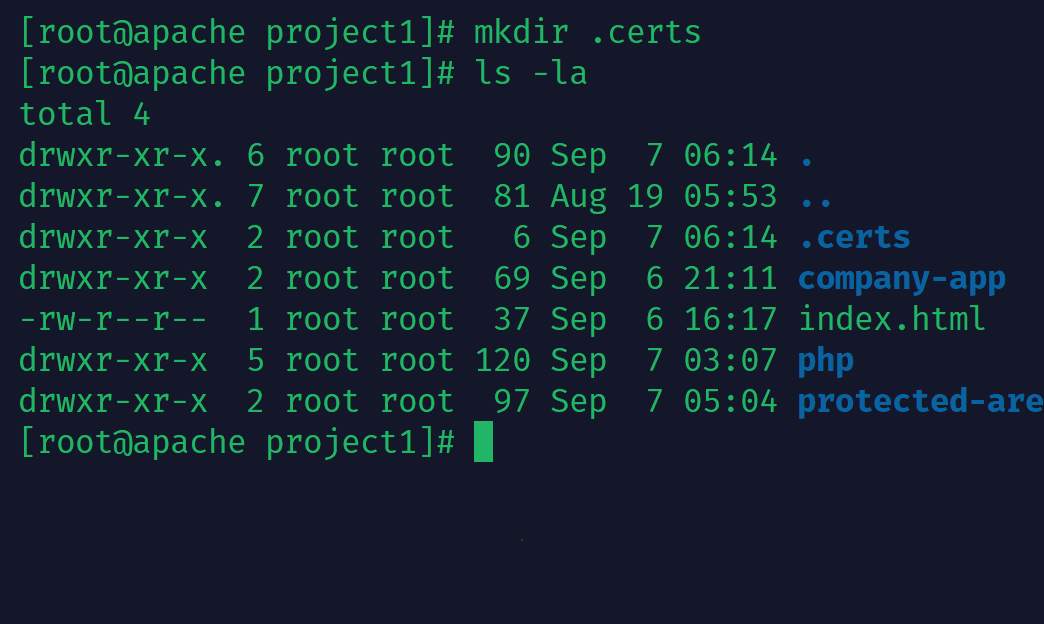 [root@apache project1]# mkdir .certs
[root@apache project1]# ls -la
total 4
drwxr-xr-x. 6 root root  90 Sep  7 06:14 .
drwxr-xr-x. 7 root root  81 Aug 19 05:53 ..
drwxr-xr-x  2 root root   6 Sep  7 06:14 .certs
drwxr-xr-x  2 root root  69 Sep  6 21:11 company-app
-rw-r--r--  1 root root  37 Sep  6 16:17 index.html
drwxr-xr-x  5 root root 120 Sep  7 03:07 php
drwxr-xr-x  2 root root  97 Sep  7 05:04 protected-are
[root@apache project1]#